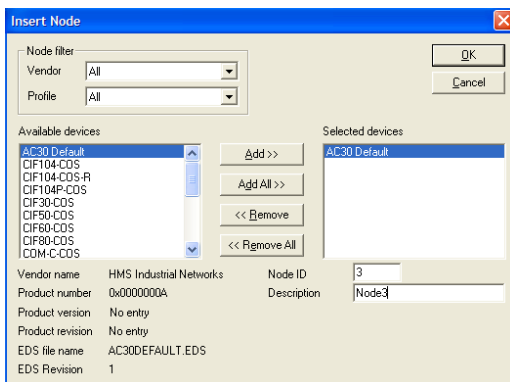 Insert Node
Node filter
Vendor All
Profile All
OK
Cancel
Available devices
AC30 Default
CIF104-COS
CIF104-COS-R
CIF104P-COS
CIF30-COS
CIF50-COS
CIF60-COS
CIF80-COS
COM-C-COS
Add >>
Add All >>
<< Remove
<< Remove All
Selected devices
AC30 Default
Vendor name HMS Industrial Networks
Product number 0x0000000A
Product version No entry
Product revision No entry
EDS file name AC30DEFAULT.EDS
EDS Revision 1
Node ID 3
Description Node3